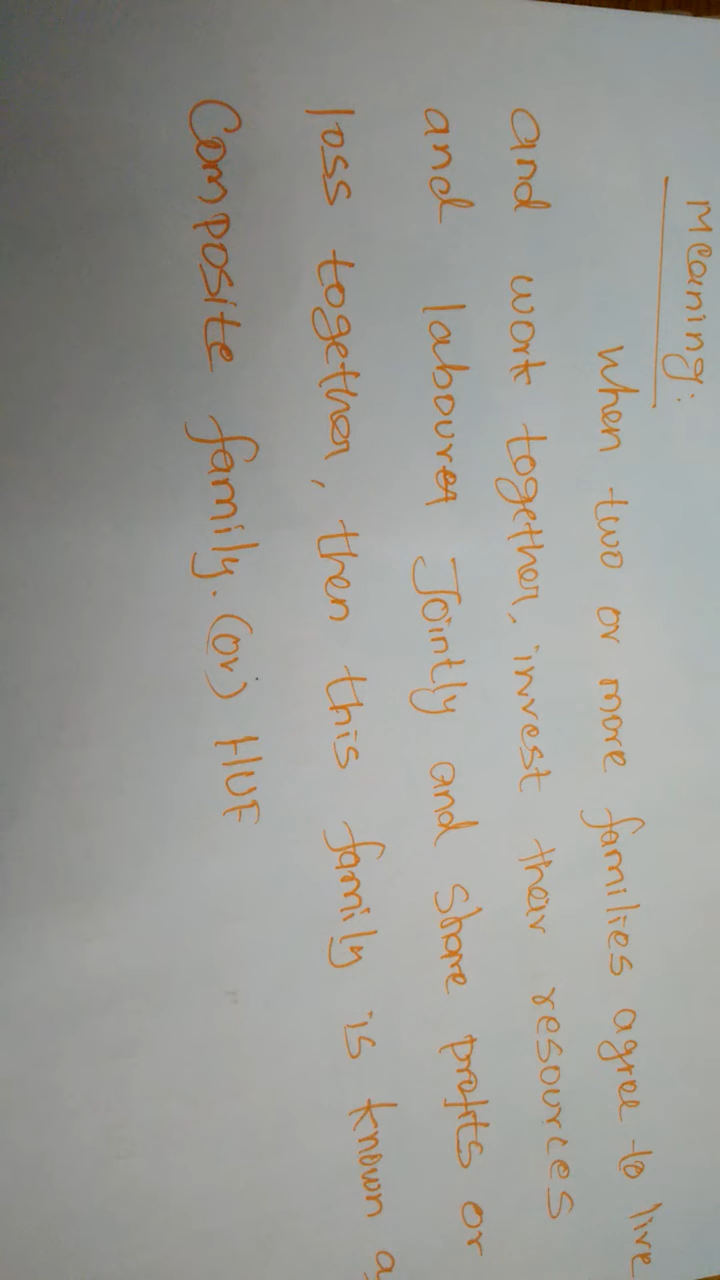 Meaning:
When two or more families agree to live
and work together, invest their resources
and labourer Jointly and share profits or
loss together, then this family is known a
Composite family. (or) HUF